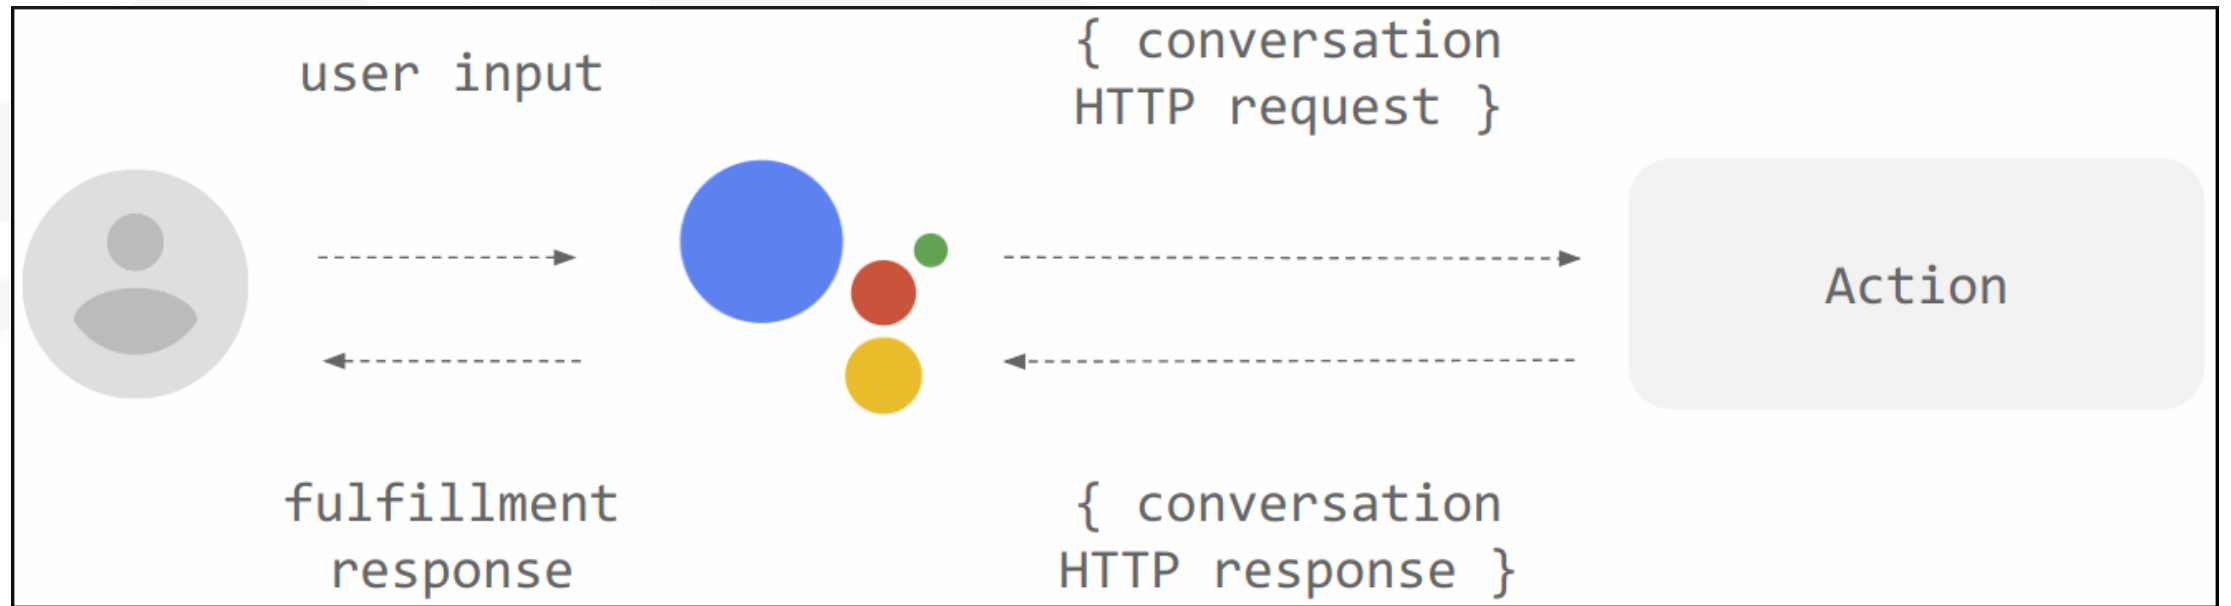 user input
{ conversation
HTTP request }
Action
fulfillment
response
{ conversation
HTTP response }